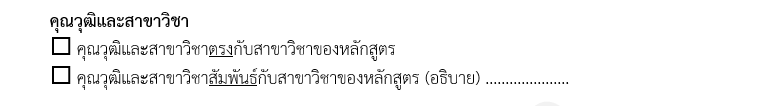 คุณวุฒิและสาขาวิชา
☐ คุณวุฒิและสาขาวิชาตรงกับสาขาวิชาของหลักสูตร
☐ คุณวุฒิและสาขาวิชาสัมพันธ์กับสาขาวิชาของหลักสูตร (อธิบาย) .....................